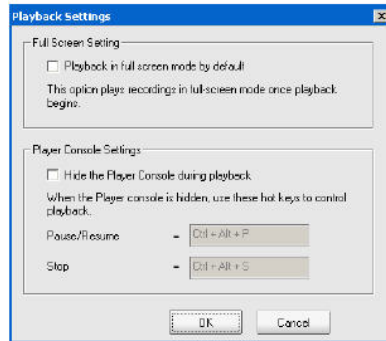 Playback Settings
Full Screen Setting
Playback in full screen mode by default
This option plays recordings in full-screen mode once playback
begins.
Player Console Settings
Hide the Player Console during playback
When the Player console is hidden, use these hot keys to control
playback.
Pause/Resume = Ctrl + Alt + P
Stop = Ctrl + Alt + S
OK Cancel